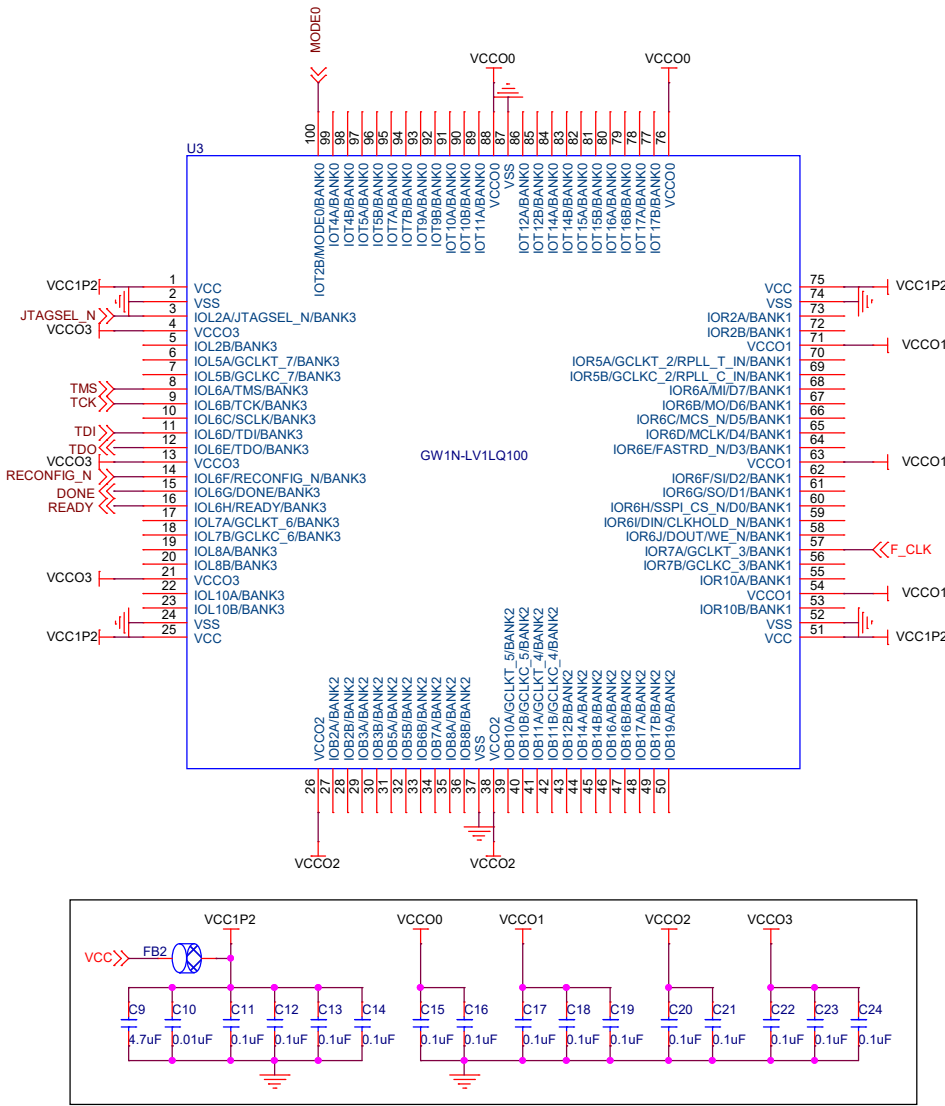 MODE0
VCCO0
VCCO0
100
99
98
97
96
95
94
93
92
91
90
89
88
87
86
85
84
83
82
81
80
79
78
77
76
U3
IOT2B/MODE0/BANK0
IOT4A/BANK0
IOT4B/BANK0
IOT5A/BANK0
IOT5B/BANK0
IOT7A/BANK0
IOT7B/BANK0
IOT9A/BANK0
IOT9B/BANK0
IOT10A/BANK0
IOT10B/BANK0
IOT11A/BANK0
VCCO0
VSS
IOT12A/BANK0
IOT12B/BANK0
IOT14A/BANK0
IOT14B/BANK0
IOT15A/BANK0
IOT15B/BANK0
IOT16A/BANK0
IOT16B/BANK0
IOT17A/BANK0
IOT17B/BANK0
VCCO0
VCC1P2 1 VCC
2 VSS
JTAGSEL_N 3 IOL2A/JTAGSEL_N/BANK3
VCCO3 4 VCCO3
5 IOL2B/BANK3
6 IOL5A/GCLKT_7/BANK3
7 IOL5B/GCLKC_7/BANK3
TMS 8 IOL6A/TMS/BANK3
TCK 9 IOL6B/TCK/BANK3
10 IOL6C/SCLK/BANK3
TDI 11 IOL6D/TDI/BANK3
TDO 12 IOL6E/TDO/BANK3
VCCO3 13 VCCO3
RECONFIG_N 14 IOL6F/RECONFIG_N/BANK3
DONE 15 IOL6G/DONE/BANK3
READY 16 IOL6H/READY/BANK3
17 IOL7A/GCLKT_6/BANK3
18 IOL7B/GCLKC_6/BANK3
19 IOL8A/BANK3
20 IOL8B/BANK3
VCCO3 21 VCCO3
22 IOL10A/BANK3
23 IOL10B/BANK3
24 VSS
VCC1P2 25 VCC
GW1N-LV1LQ100
VCC 75 VCC1P2
VSS 74
IOR2A/BANK1 73
IOR2B/BANK1 72
VCCO1 71 VCCO1
IOR5A/GCLKT_2/RPLL_T_IN/BANK1 70
IOR5B/GCLKC_2/RPLL_C_IN/BANK1 69
IOR6A/MI/D7/BANK1 68
IOR6B/MO/D6/BANK1 67
IOR6C/MCS_N/D5/BANK1 66
IOR6D/MCLK/D4/BANK1 65
IOR6E/FASTRD_N/D3/BANK1 64
VCCO1 63 VCCO1
IOR6F/SI/D2/BANK1 62
IOR6G/SO/D1/BANK1 61
IOR6H/SSPI_CS_N/D0/BANK1 60
IOR6I/DIN/CLKHOLD_N/BANK1 59
IOR6J/DOUT/WE_N/BANK1 58
IOR7A/GCLKT_3/BANK1 57 F_CLK
IOR7B/GCLKC_3/BANK1 56
IOR10A/BANK1 55
VCCO1 54 VCCO1
IOR10B/BANK1 53
VSS 52
VCC 51 VCC1P2
VCCO2
IOB2A/BANK2
IOB2B/BANK2
IOB3A/BANK2
IOB3B/BANK2
IOB5A/BANK2
IOB5B/BANK2
IOB6B/BANK2
IOB7A/BANK2
IOB8A/BANK2
IOB8B/BANK2
VSS
VCCO2
IOB10A/GCLKT_5/BANK2
IOB10B/GCLKC_5/BANK2
IOB11A/GCLKT_4/BANK2
IOB11B/GCLKC_4/BANK2
IOB12B/BANK2
IOB14A/BANK2
IOB14B/BANK2
IOB16A/BANK2
IOB16B/BANK2
IOB17A/BANK2
IOB17B/BANK2
IOB19A/BANK2
26
27
28
29
30
31
32
33
34
35
36
37
38
39
40
41
42
43
44
45
46
47
48
49
50
VCCO2
VCCO2
VCC1P2 VCCO00 VCCO1 VCCO2 VCCO3
VCC FB2
C9 C10 C11 C12 C13 C14 C15 C16 C17 C18 C19 C20 C21 C22 C23 C24
4.7uF 0.01uF 0.1uF 0.1uF 0.1uF 0.1uF 0.1uF 0.1uF 0.1uF 0.1uF 0.1uF 0.1uF 0.1uF 0.1uF 0.1uF 0.1uF